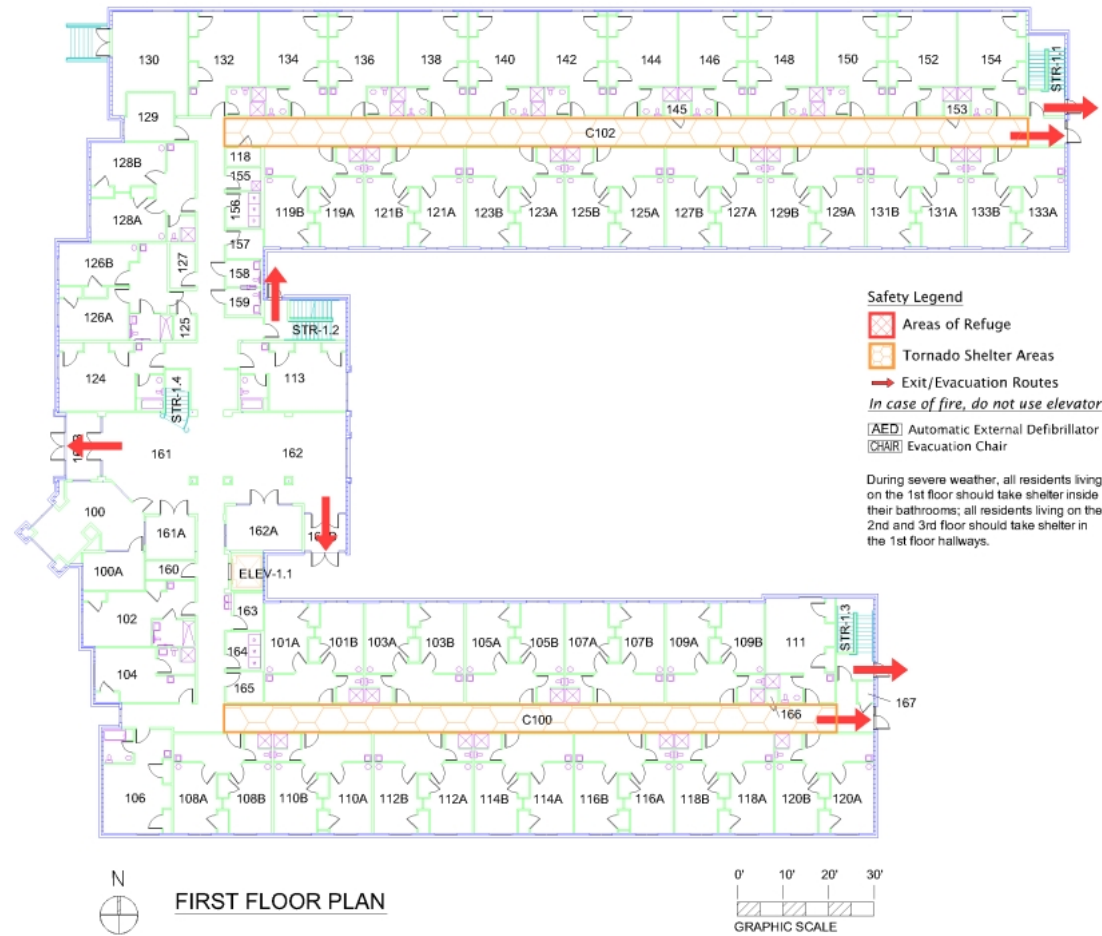 130
132
134
136
138
140
142
144
146
148
150
152
154
STR-1.1
129
145
153
C102
128B
118
155
128A
156
119B
119A
121B
121A
123B
123A
125B
125A
127B
127A
129B
129A
131B
131A
133B
133A
157
126B
127
158
159
126A
125
STR-1.2
124
STR-1.4
113
161
162
100
161A
162A
100A
160
ELEV-1.1
102
163
101A
101B
103A
103B
105A
105B
107A
107B
109A
109B
111
STR-1.3
164
104
165
166
167
C100
106
108A
108B
110B
110A
112B
112A
114B
114A
116B
116A
118B
118A
120B
120A
Safety Legend
Areas of Refuge
Tornado Shelter Areas
Exit/Evacuation Routes
In case of fire, do not use elevator
AED Automatic External Defibrillator
CHAIR Evacuation Chair
During severe weather, all residents living
on the 1st floor should take shelter inside
their bathrooms; all residents living on the
2nd and 3rd floor should take shelter in
the 1st floor hallways.
N
FIRST FLOOR PLAN
0' 10' 20' 30'
GRAPHIC SCALE